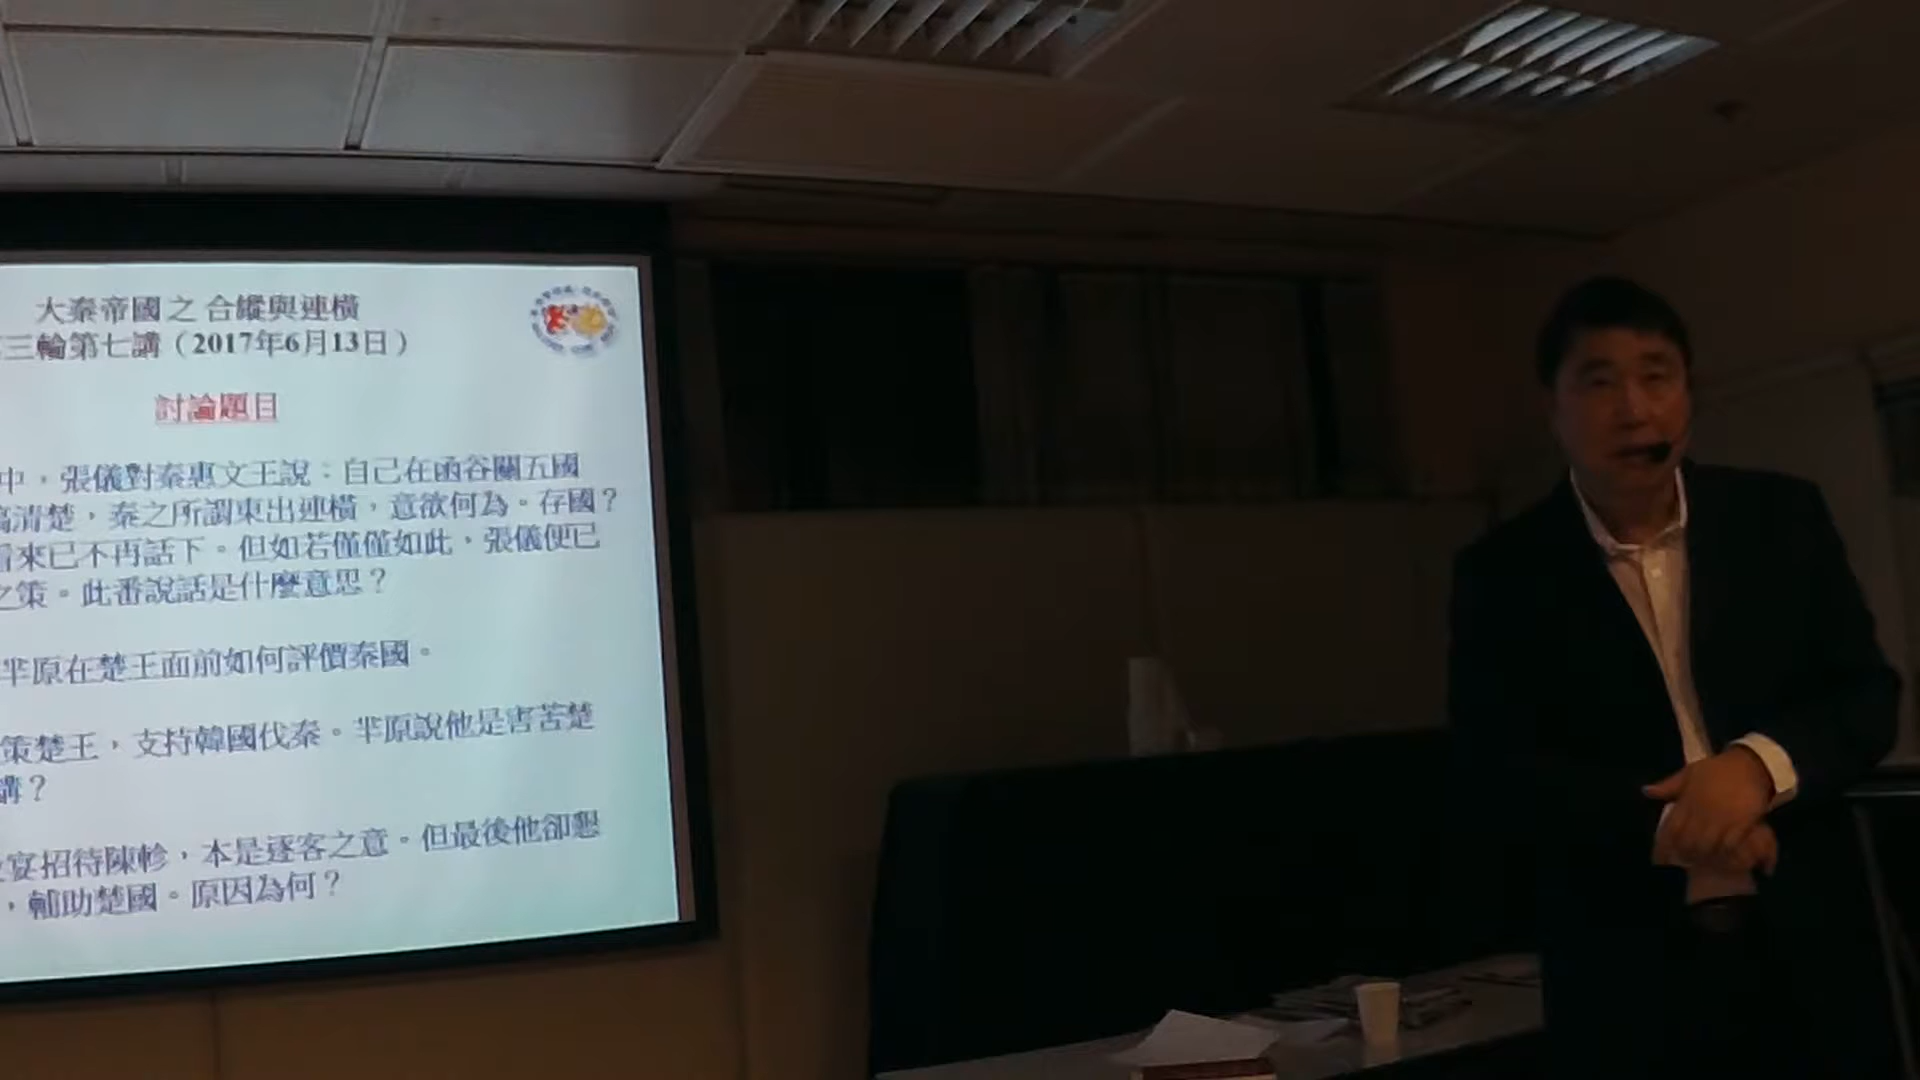 大秦帝國之 合縱與連橫
三輪第七講（2017年6月13日）
討論題目
中，張儀對秦惠文王說：自己在函谷關五國
搞清楚，秦之所謂東出連橫，意欲何為。存國？
看來已不再話下。但如若僅僅如此，張儀便已
之策。此番說話是什麼意思？
羋原在楚王面前如何評價秦國。
策楚王，支持韓國伐秦。羋原說他是害苦楚
講？
宴招待陳軫，本是逐客之意。但最後他卻懇
，輔助楚國。原因為何？